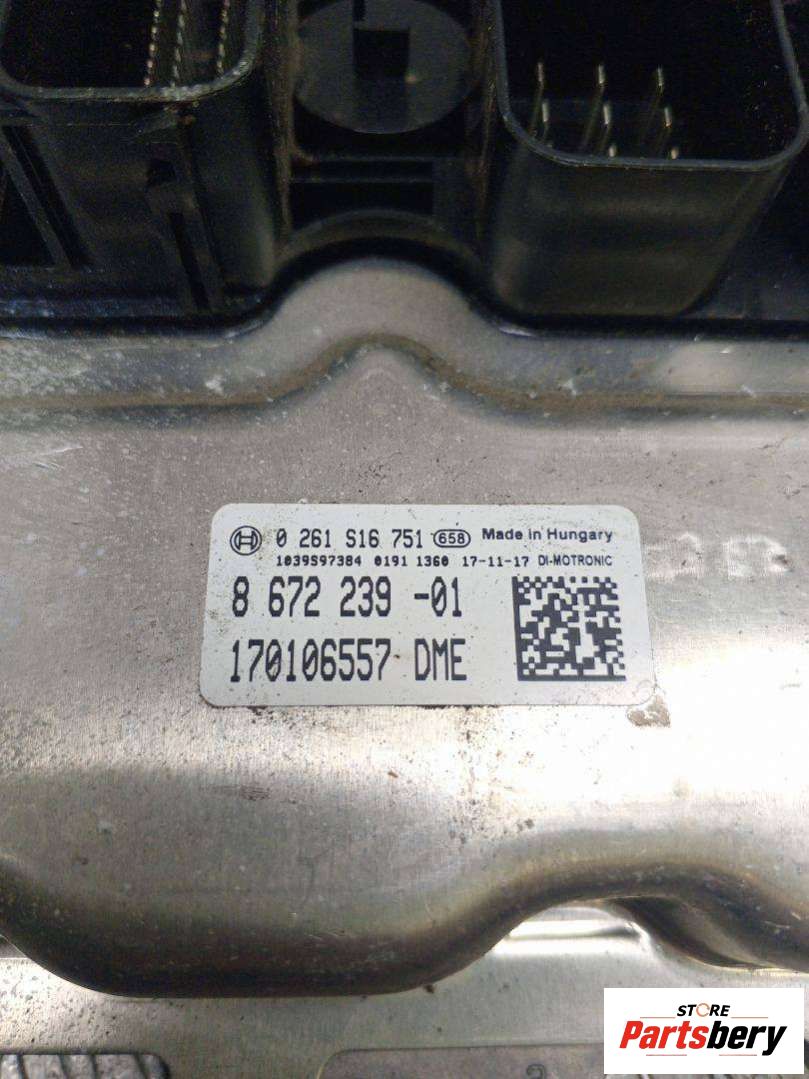 0 261 S16 751 658 Made in Hungary
1039S97384 0191 1360 17-11-17 DI-MOTRONIC
8 672 239 -01
170106557 DME
STORE
Partsbery